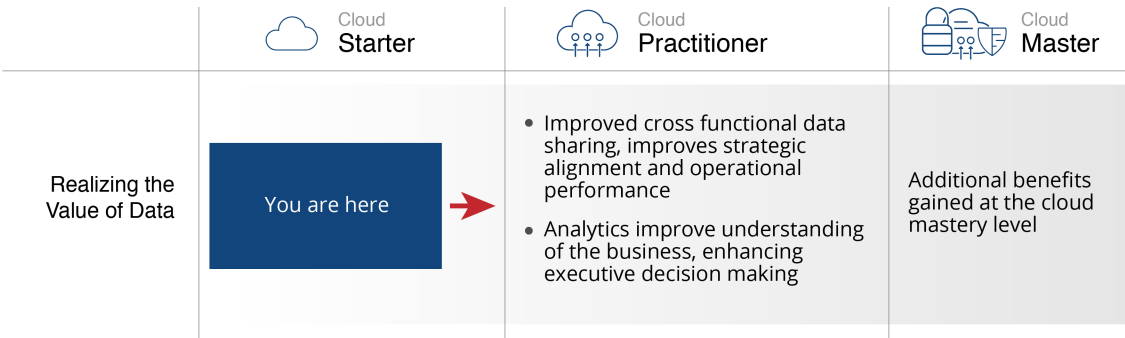 Cloud
Starter
Cloud
Practitioner
Cloud
Master
Realizing the
Value of Data
You are here
• Improved cross functional data
sharing, improves strategic
alignment and operational
performance
• Analytics improve understanding
of the business, enhancing
executive decision making
Additional benefits
gained at the cloud
mastery level